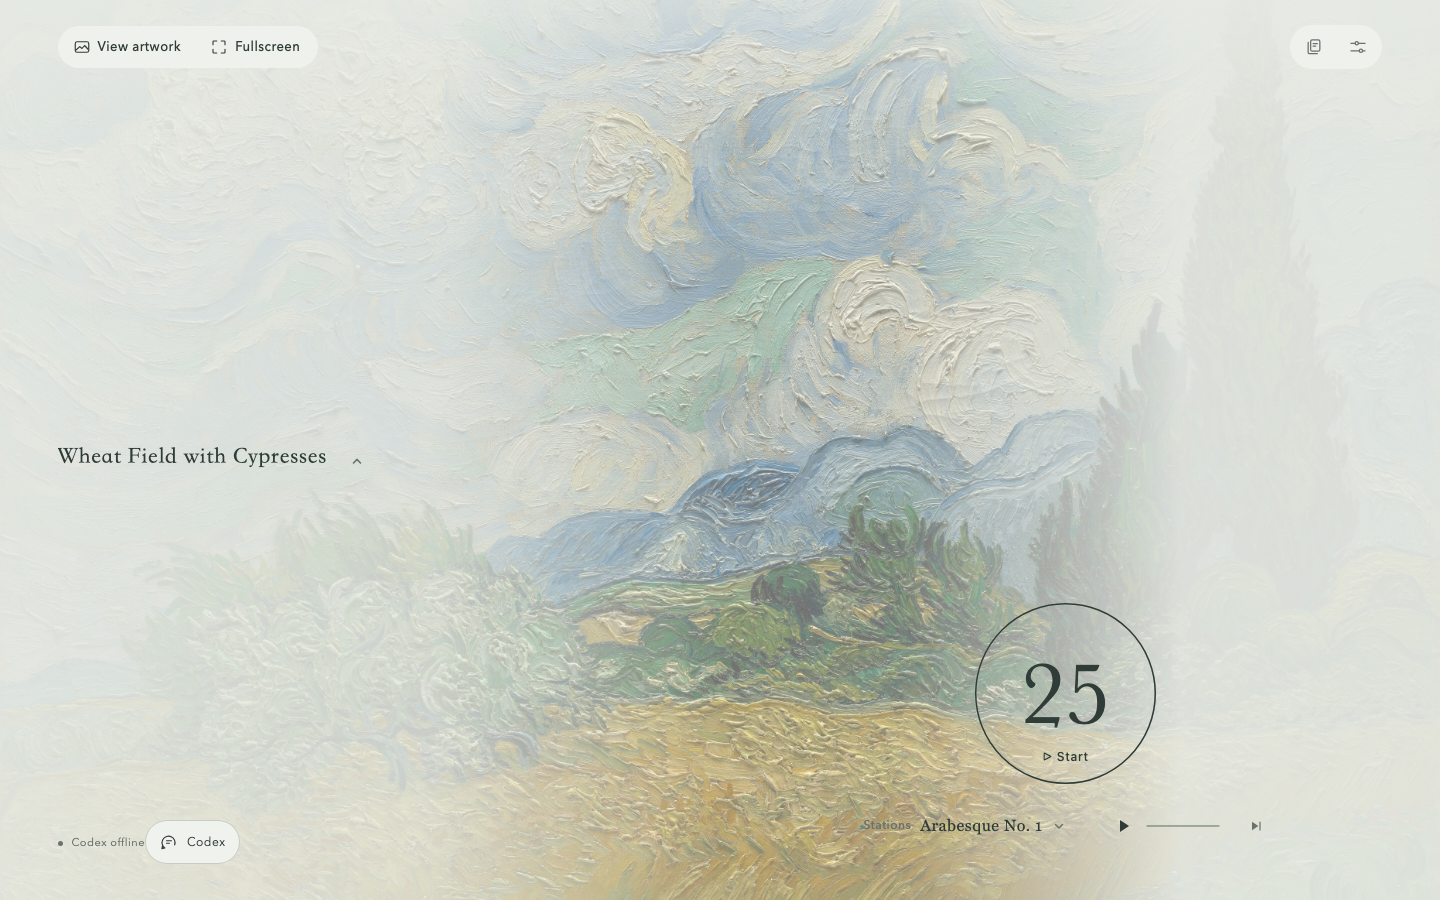 View artwork Fullscreen
Wheat Field with Cypresses
25
Start
Stations Arabesque No. 1
Codex offline Codex